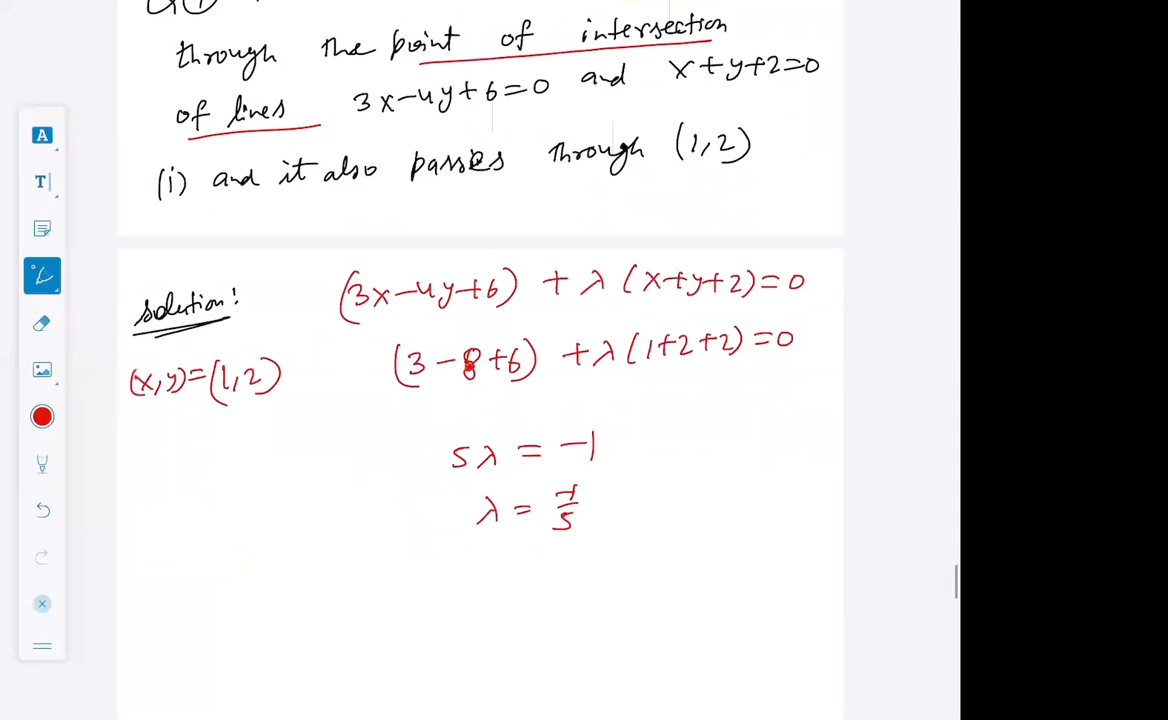 through the point of intersection
of lines 3x-4y+6=0 and x+y+2=0
(i) and it also passes through (1,2)
solution!
(3x-4y+6) + λ (x+y+2)=0
(x,y)=(1,2)
(3-8+6) + λ (1+2+2)=0
5λ = -1
λ = -1/5
A
T